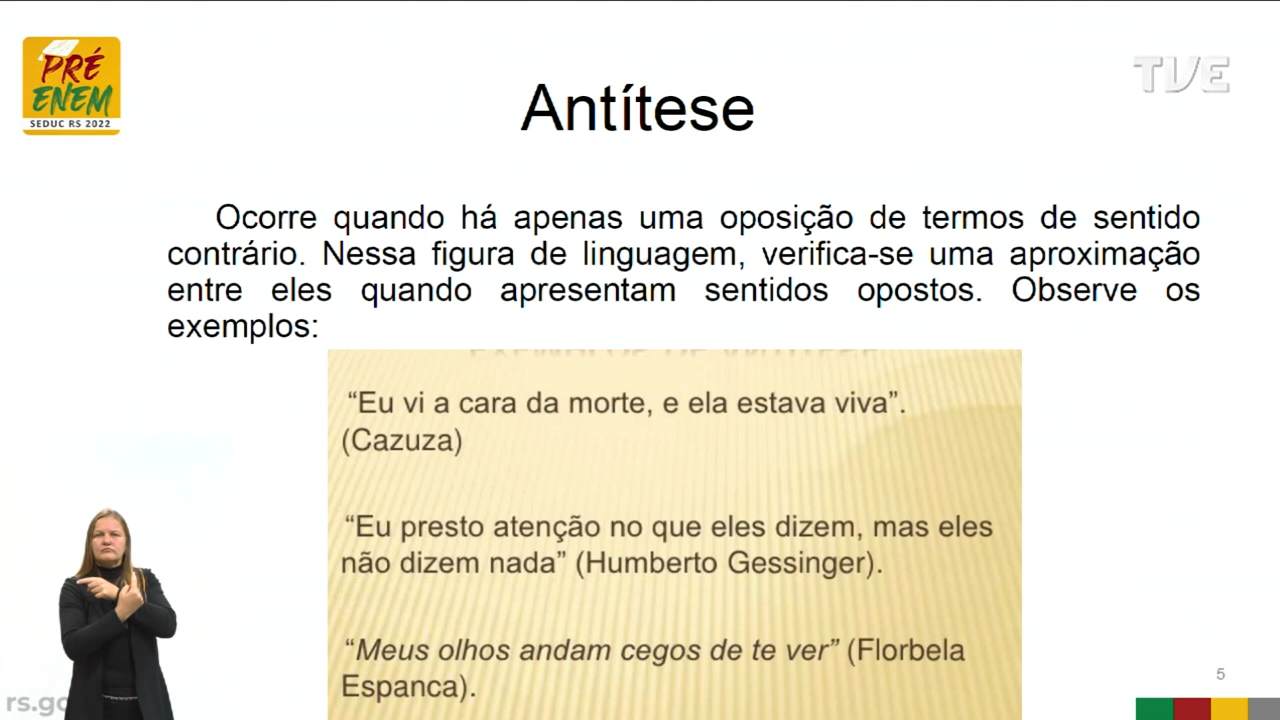 PRÉ
ENEM
SEDUC RS 2022
TVE
Antítese
Ocorre quando há apenas uma oposição de termos de sentido
contrário. Nessa figura de linguagem, verifica-se uma aproximação
entre eles quando apresentam sentidos opostos. Observe os
exemplos:
“Eu vi a cara da morte, e ela estava viva”.
(Cazuza)
“Eu presto atenção no que eles dizem, mas eles
não dizem nada” (Humberto Gessinger).
“Meus olhos andam cegos de te ver” (Florbela
Espanca).
5